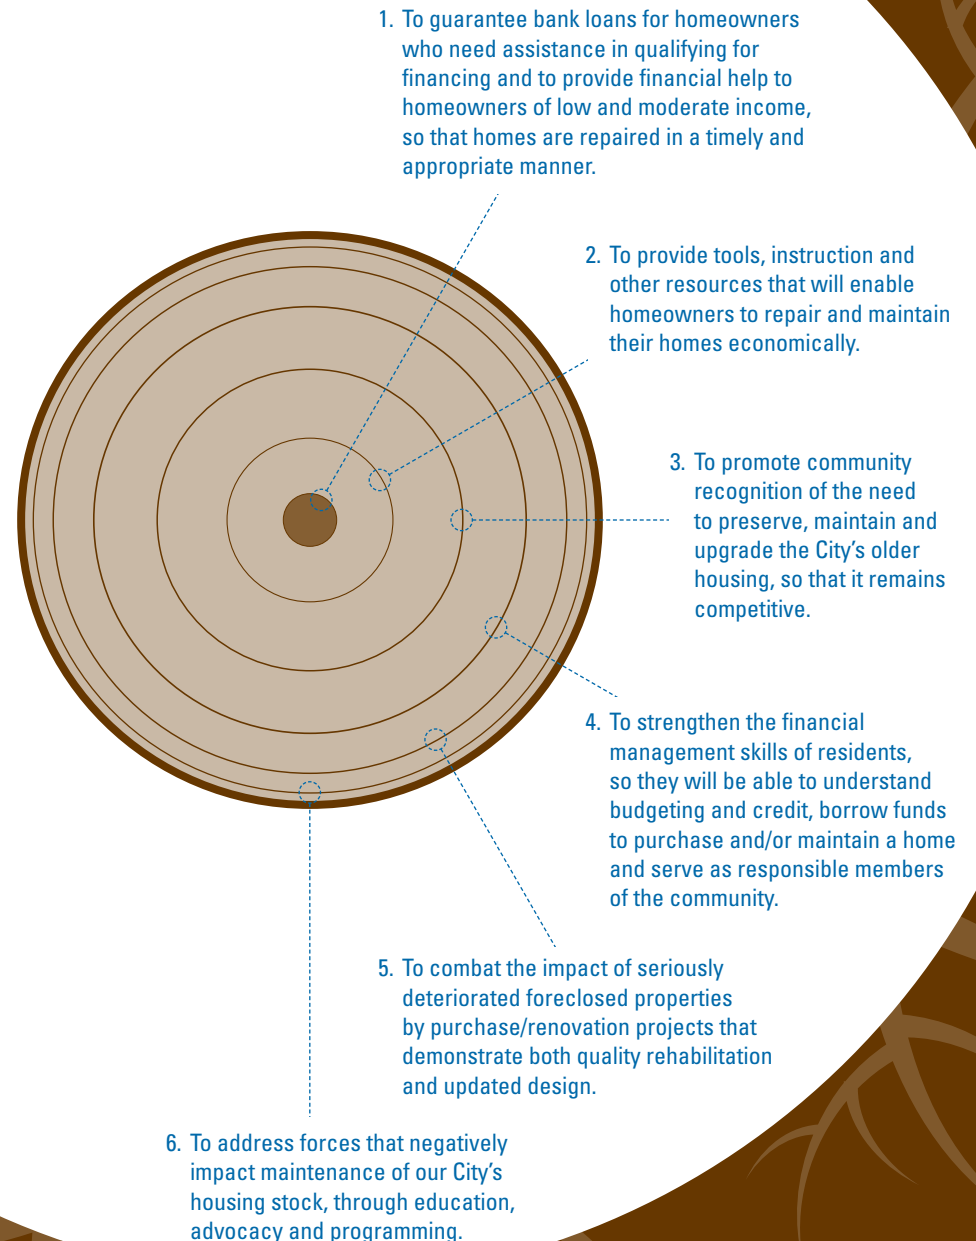 1. To guarantee bank loans for homeowners
who need assistance in qualifying for
financing and to provide financial help to
homeowners of low and moderate income,
so that homes are repaired in a timely and
appropriate manner.
2. To provide tools, instruction and
other resources that will enable
homeowners to repair and maintain
their homes economically.
3. To promote community
recognition of the need
to preserve, maintain and
upgrade the City’s older
housing, so that it remains
competitive.
4. To strengthen the financial
management skills of residents,
so they will be able to understand
budgeting and credit, borrow funds
to purchase and/or maintain a home
and serve as responsible members
of the community.
5. To combat the impact of seriously
deteriorated foreclosed properties
by purchase/renovation projects that
demonstrate both quality rehabilitation
and updated design.
6. To address forces that negatively
impact maintenance of our City’s
housing stock, through education,
advocacy and programming.